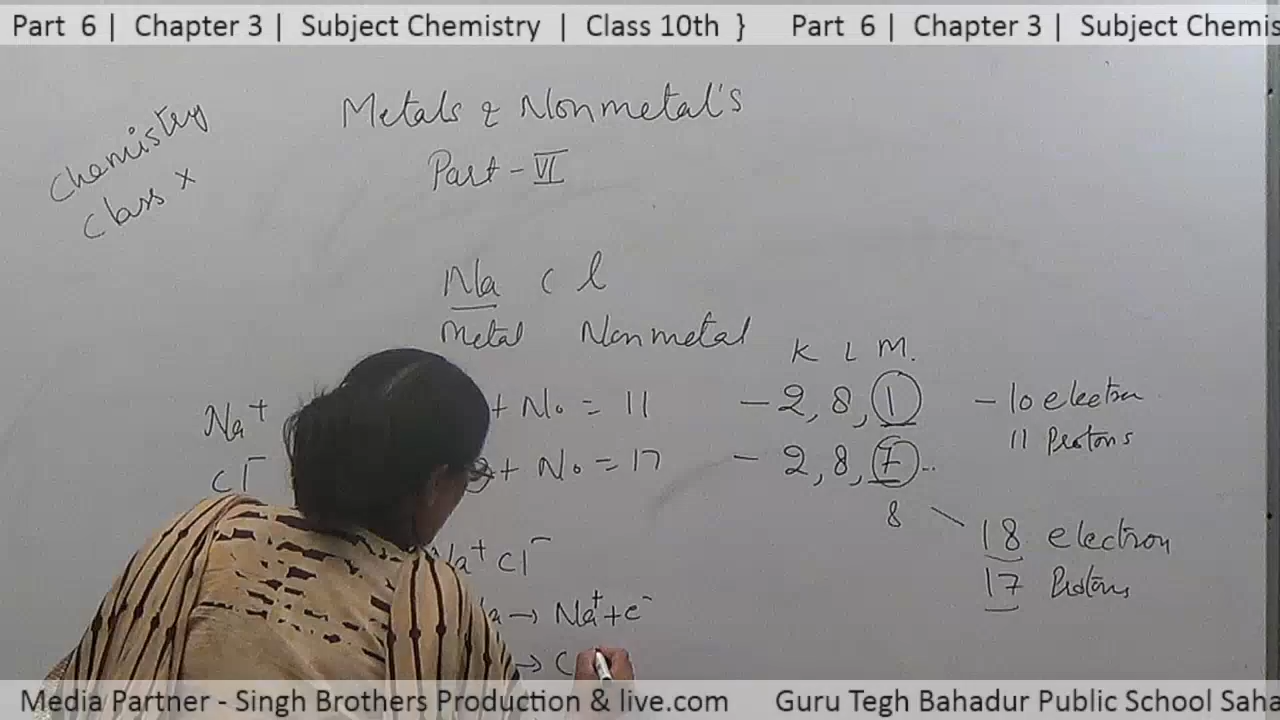 Part 6 | Chapter 3 | Subject Chemistry | Class 10th } Part 6 | Chapter 3 | Subject Chemis
Chemistry
Class X
Metals & Nonmetal's
Part - VI
Na Cl
Metal Nonmetal
K L M.
Na⁺ + No = 11 - 2, 8, 1 - 10 electron
11 Protons
Cl⁻ + No = 17 - 2, 8, 7..
8
18 electron
17 Protons
Na⁺ Cl⁻
→ Na⁺ + e⁻
→ C
Media Partner - Singh Brothers Production & live.com Guru Tegh Bahadur Public School Saha